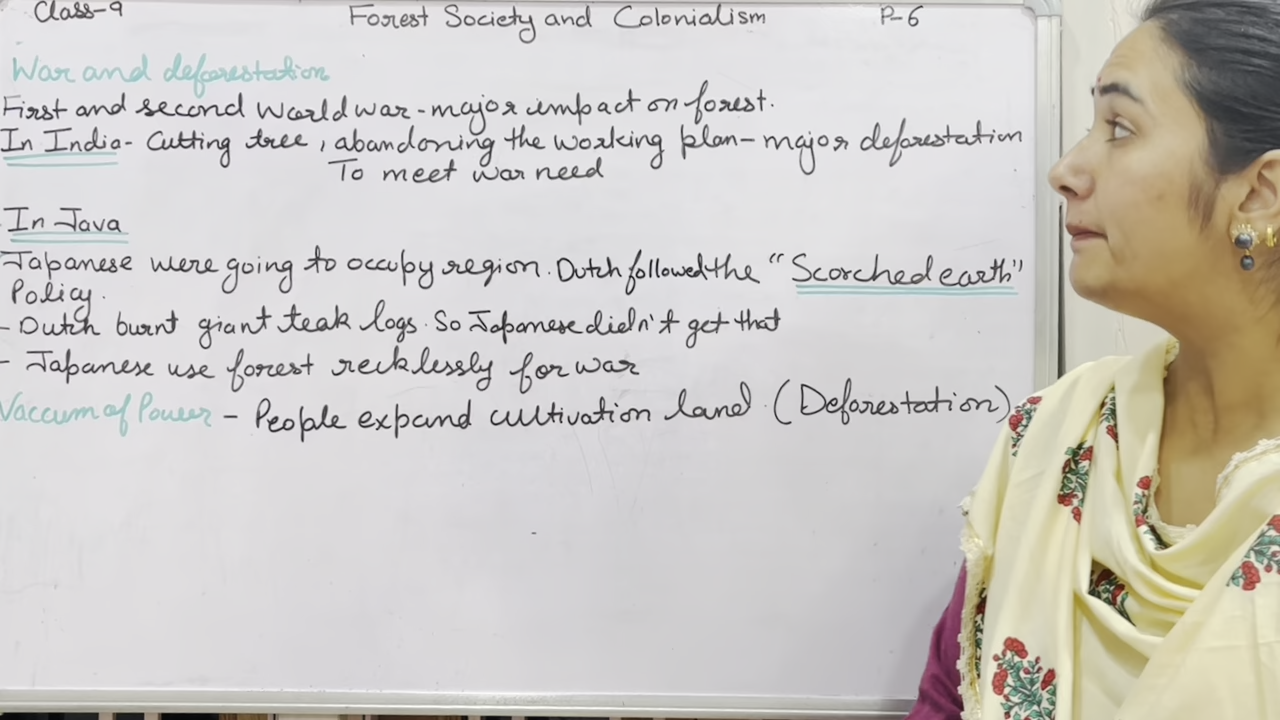 Class-9 Forest Society and Colonialism P-6
War and deforestation
First and second World war - major impact on forest.
In India - Cutting tree, abandoning the working plan - major deforestation
To meet war need
In Java
Japanese were going to occupy region. Dutch followed the "Scorched earth"
Policy.
- Dutch burnt giant teak logs. So Japanese didn't get that
- Japanese use forest recklessly for war
Vaccum of Power - People expand cultivation land. (Deforestation)